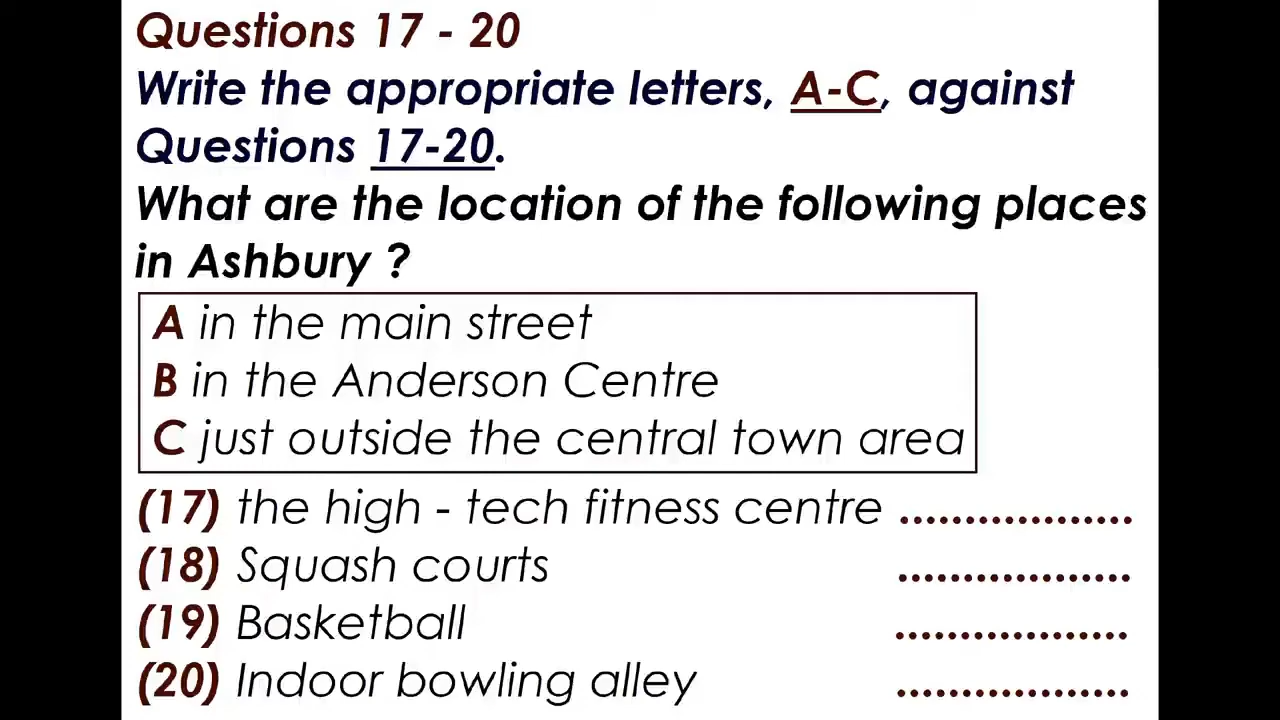 Questions 17 - 20
Write the appropriate letters, A-C, against
Questions 17-20.
What are the location of the following places
in Ashbury ?
A in the main street
B in the Anderson Centre
C just outside the central town area
(17) the high - tech fitness centre ..................
(18) Squash courts ..................
(19) Basketball ..................
(20) Indoor bowling alley ..................